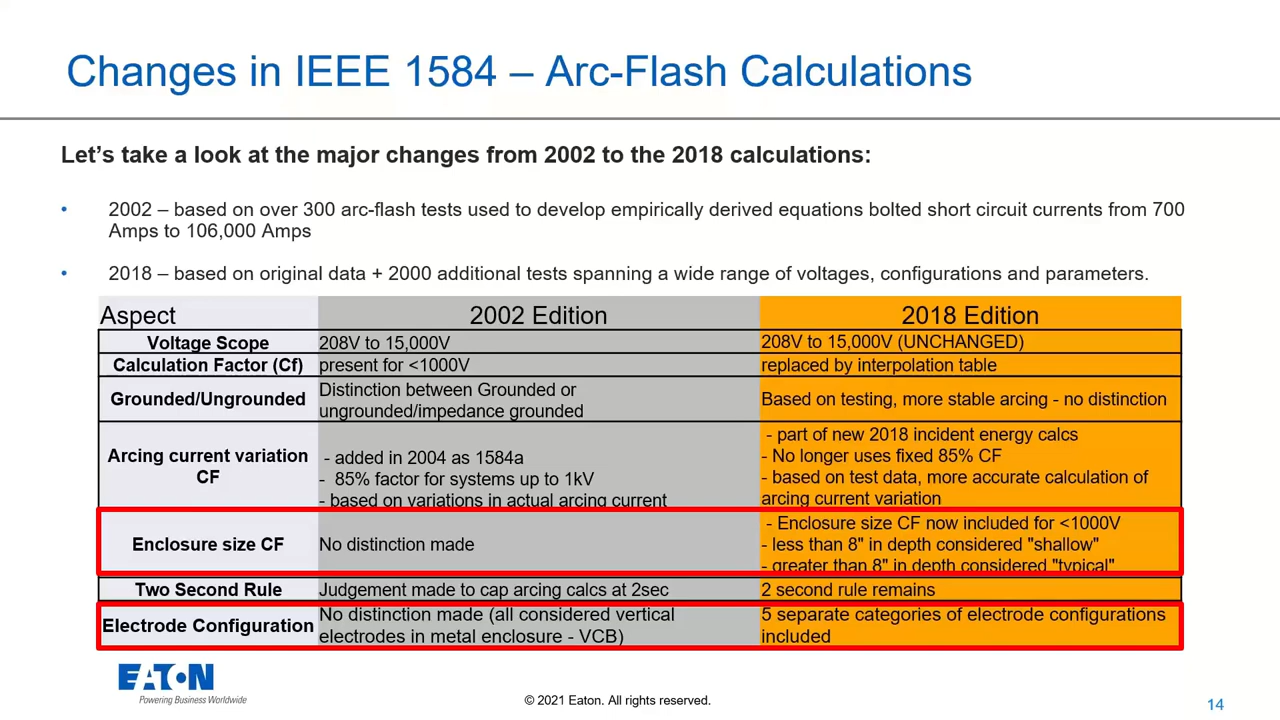 Changes in IEEE 1584 – Arc-Flash Calculations
Let’s take a look at the major changes from 2002 to the 2018 calculations:
• 2002 – based on over 300 arc-flash tests used to develop empirically derived equations bolted short circuit currents from 700
Amps to 106,000 Amps
• 2018 – based on original data + 2000 additional tests spanning a wide range of voltages, configurations and parameters.
Aspect 2002 Edition 2018 Edition
Voltage Scope 208V to 15,000V 208V to 15,000V (UNCHANGED)
Calculation Factor (Cf) present for <1000V replaced by interpolation table
Grounded/Ungrounded
Distinction between Grounded or
ungrounded/impedance grounded
Based on testing, more stable arcing - no distinction
Arcing current variation
CF
- added in 2004 as 1584a
- 85% factor for systems up to 1kV
- based on variations in actual arcing current
- part of new 2018 incident energy calcs
- No longer uses fixed 85% CF
- based on test data, more accurate calculation of
arcing current variation
Enclosure size CF
No distinction made
- Enclosure size CF now included for <1000V
- less than 8" in depth considered "shallow"
- greater than 8" in depth considered "typical"
Two Second Rule Judgement made to cap arcing calcs at 2sec 2 second rule remains
Electrode Configuration
No distinction made (all considered vertical
electrodes in metal enclosure - VCB)
5 separate categories of electrode configurations
included
EATON
Powering Business Worldwide
© 2021 Eaton. All rights reserved.
14